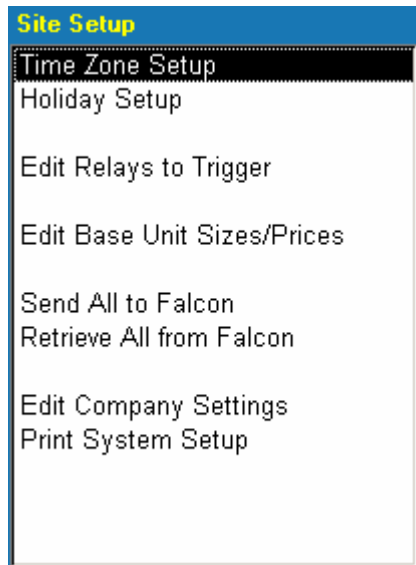 Site Setup
Time Zone Setup
Holiday Setup
Edit Relays to Trigger
Edit Base Unit Sizes/Prices
Send All to Falcon
Retrieve All from Falcon
Edit Company Settings
Print System Setup